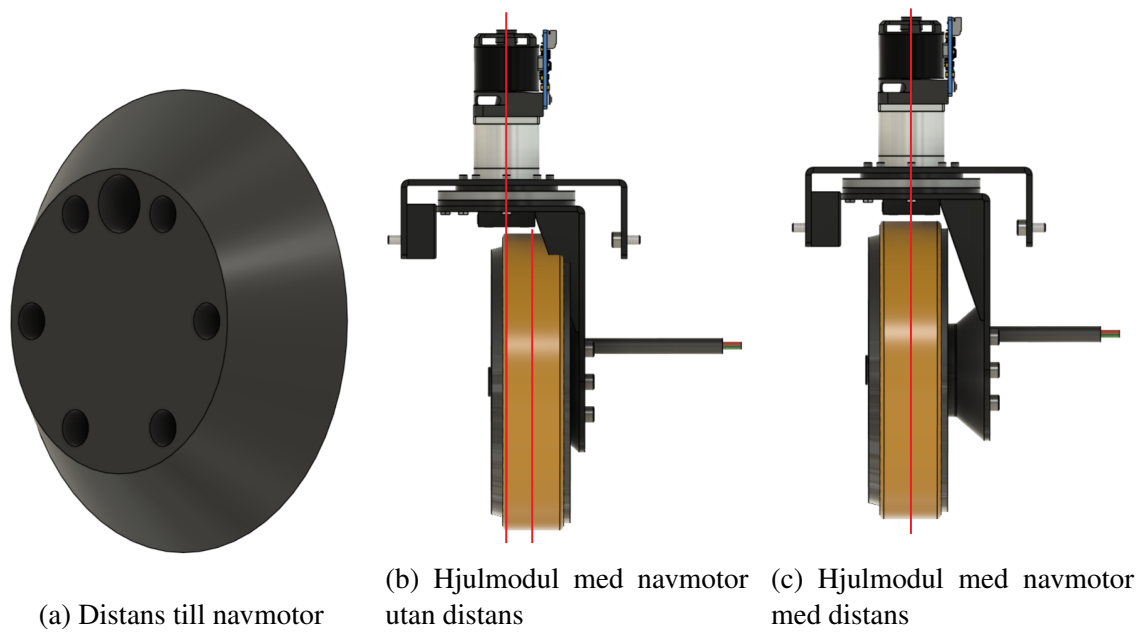 (a) Distans till navmotor
(b) Hjulmodul med navmotor
utan distans
(c) Hjulmodul med navmotor
med distans